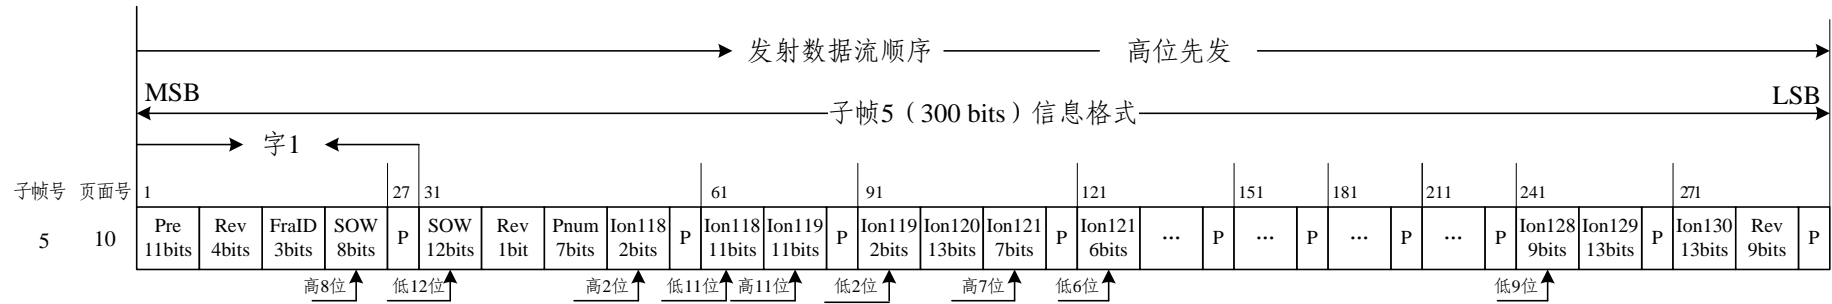 发射数据流顺序 高位先发
MSB LSB
子帧5（300 bits）信息格式
字1
子帧号 页面号 1 27 31 61 91 121 151 181 211 241 271
Pre Rev FraID SOW P SOW Rev Pnum Ion118 P Ion118 Ion119 P Ion119 Ion120 Ion121 P Ion121 ... P ... P ... P ... P Ion128 Ion129 P Ion130 Rev P
5 10 11bits 4bits 3bits 8bits 12bits 1bit 7bits 2bits 11bits 11bits 2bits 13bits 7bits 6bits 9bits 13bits 13bits 9bits
高8位 低12位 高2位 低11位 高11位 低2位 高7位 低6位 低9位